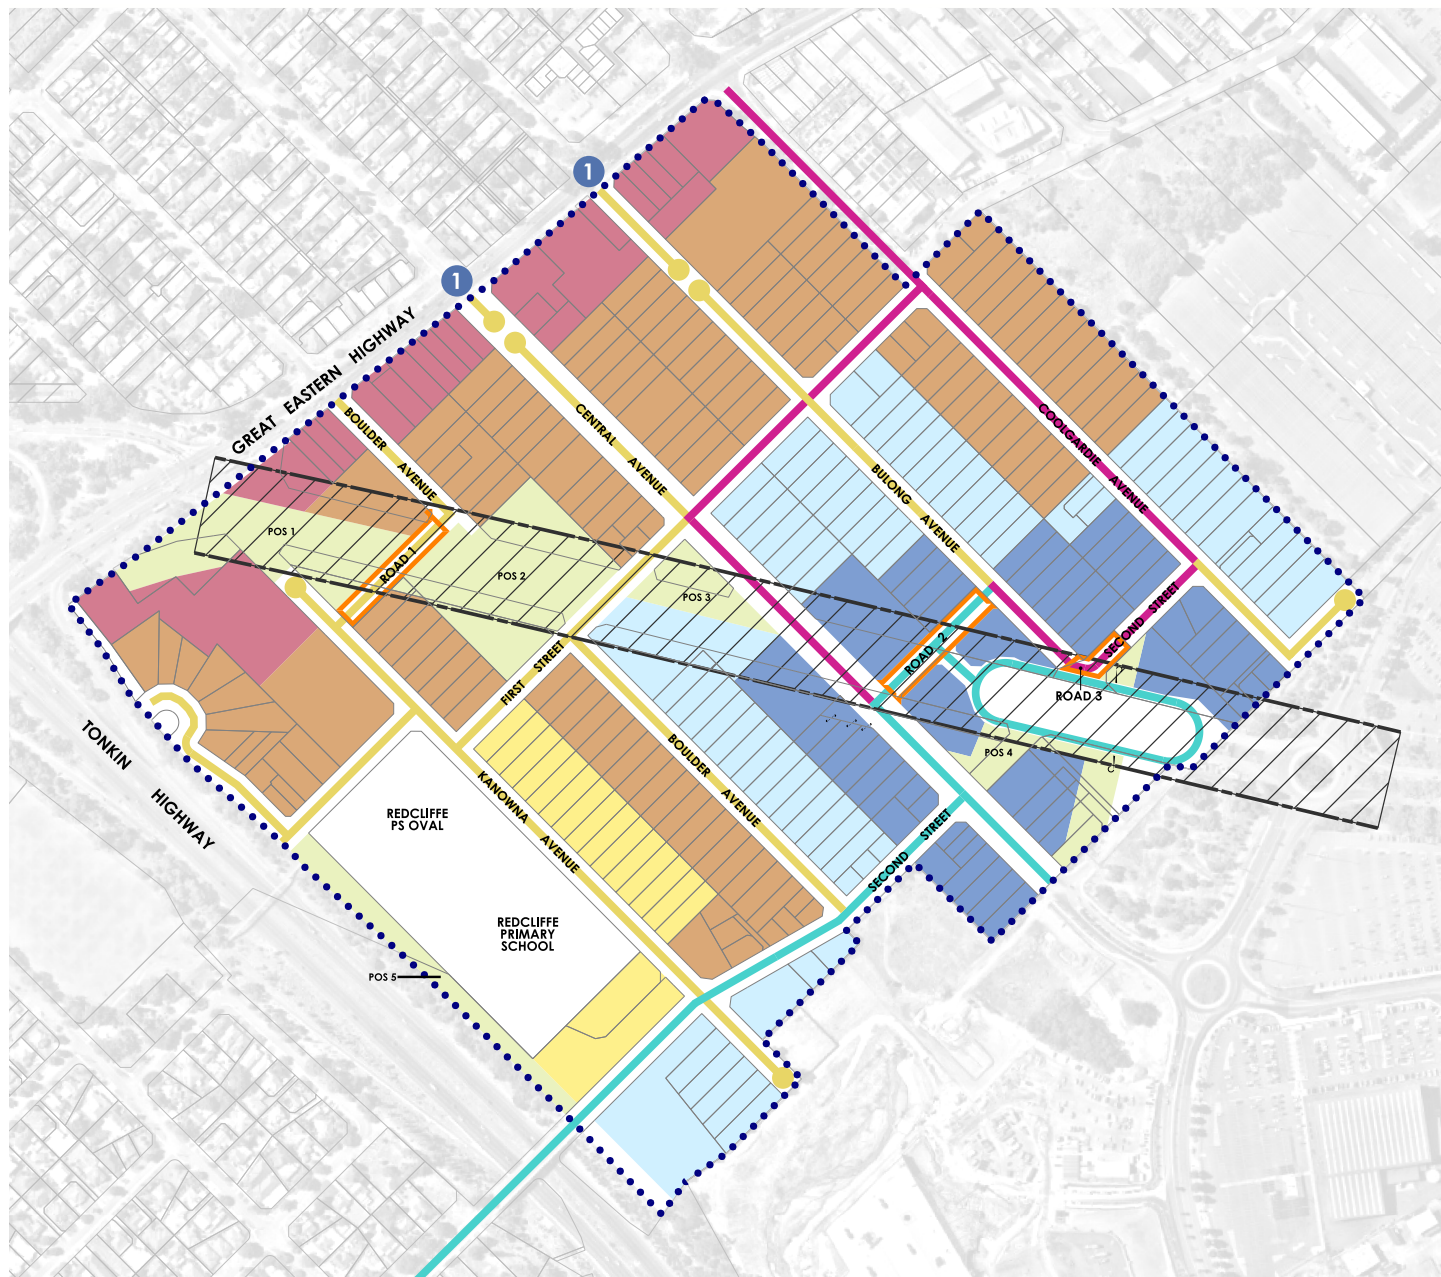 1
1
GREAT EASTERN HIGHWAY
BOULDER AVENUE
CENTRAL AVENUE
COOLGARDIE AVENUE
BULONG AVENUE
POS 1
ROAD 1
POS 2
POS 3
SECOND STREET
ROAD 2
ROAD 3
FIRST STREET
POS 4
TONKIN
HIGHWAY
BOULDER AVENUE
KANOWNA AVENUE
REDCLIFFE
PS OVAL
SECOND STREET
REDCLIFFE
PRIMARY
SCHOOL
POS 5